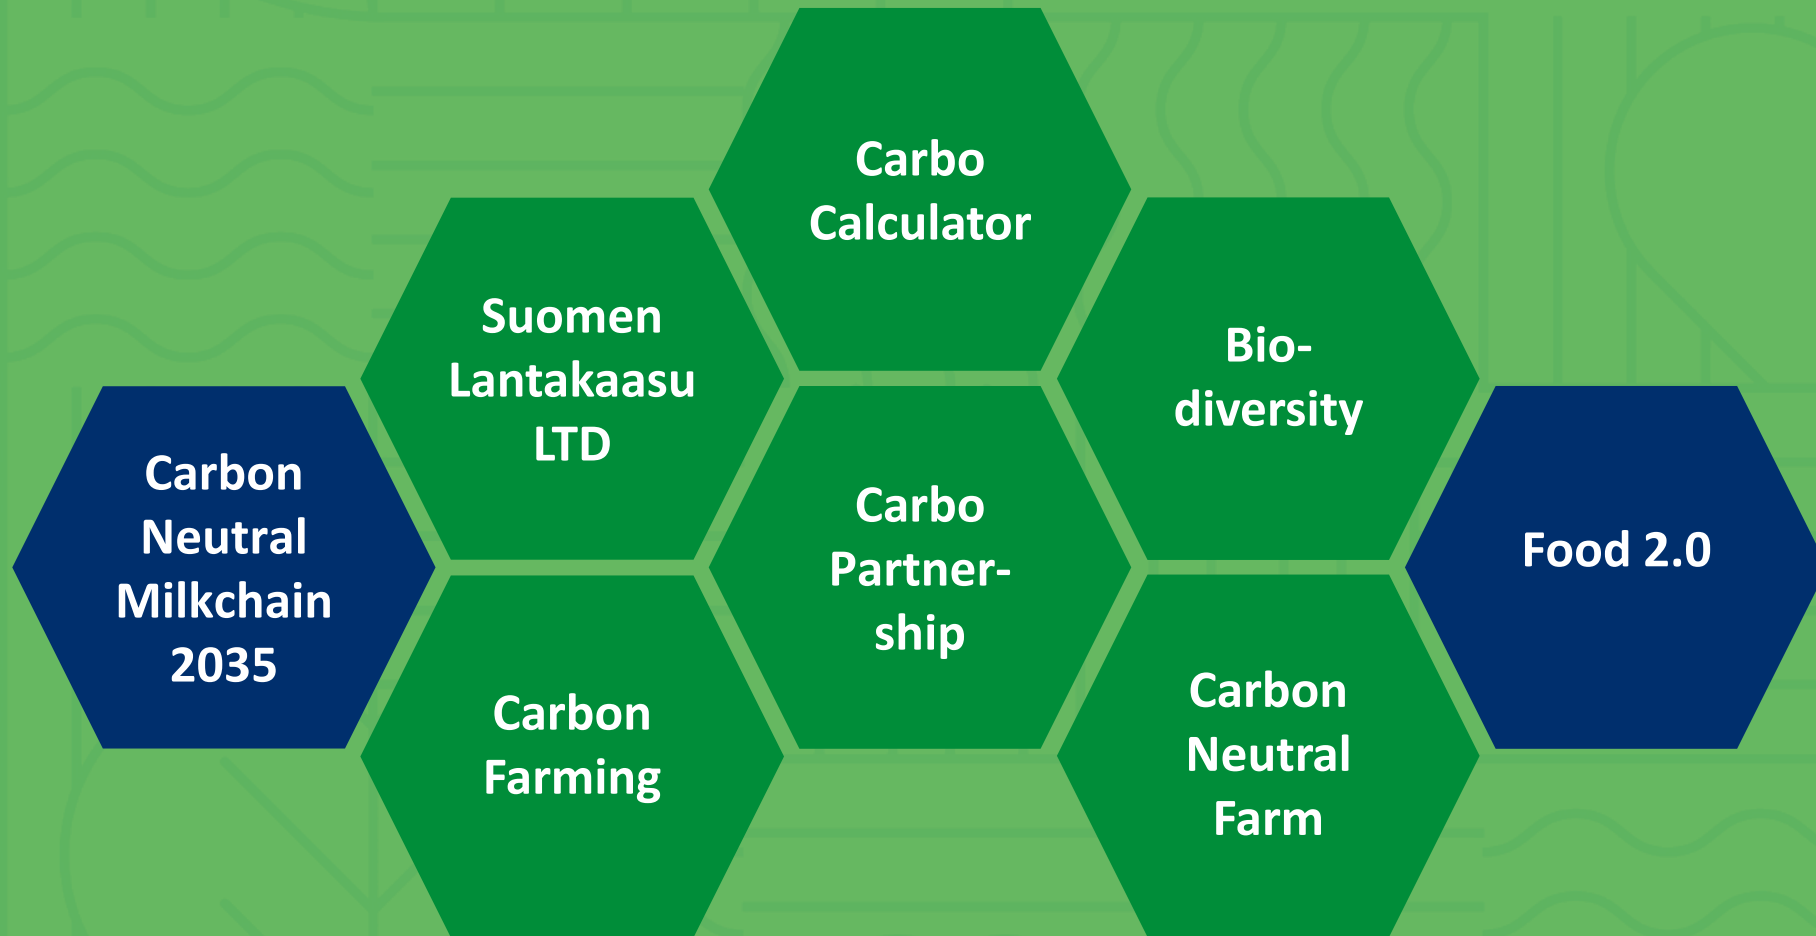 Carbon
Neutral
Milkchain
2035
Suomen
Lantakaasu
LTD
Carbon
Farming
Carbo
Calculator
Carbo
Partner-
ship
Bio-
diversity
Carbon
Neutral
Farm
Food 2.0